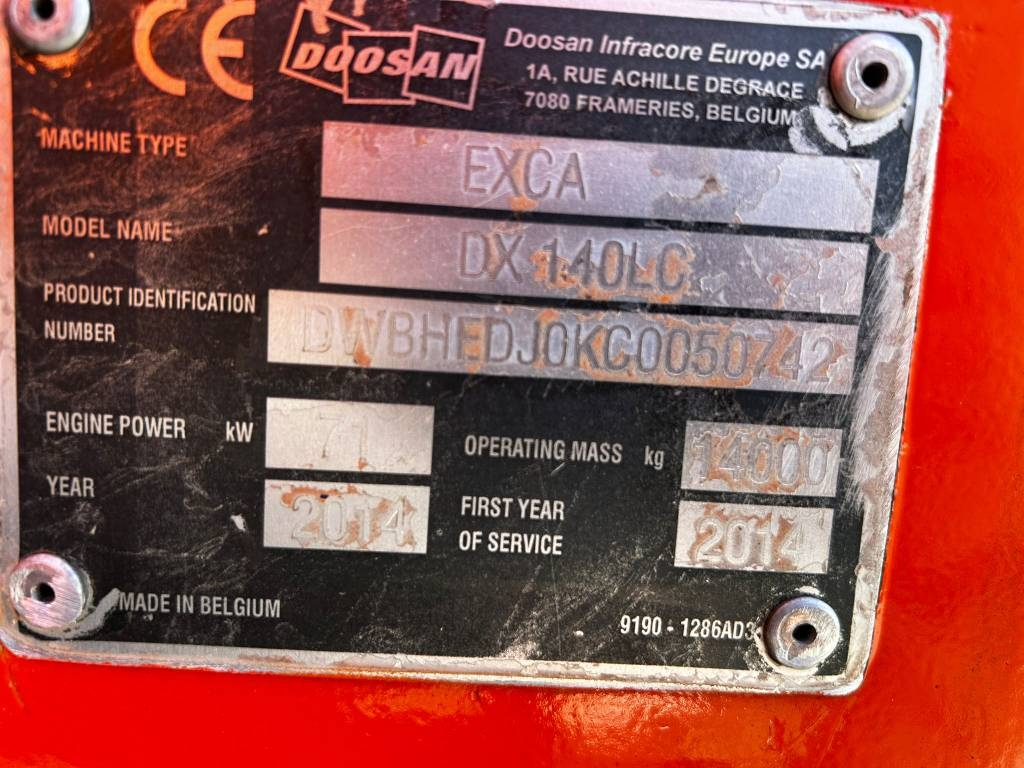 CE DOOSAN Doosan Infracore Europe SA
1A, RUE ACHILLE DEGRACE
7080 FRAMERIES, BELGIUM
MACHINE TYPE EXCA
MODEL NAME DX 140LC
PRODUCT IDENTIFICATION
NUMBER DWBHEDJ0KC0050742
ENGINE POWER kW 71 OPERATING MASS kg 14000
YEAR 2014 FIRST YEAR
OF SERVICE 2014
MADE IN BELGIUM 9190 - 1286AD3